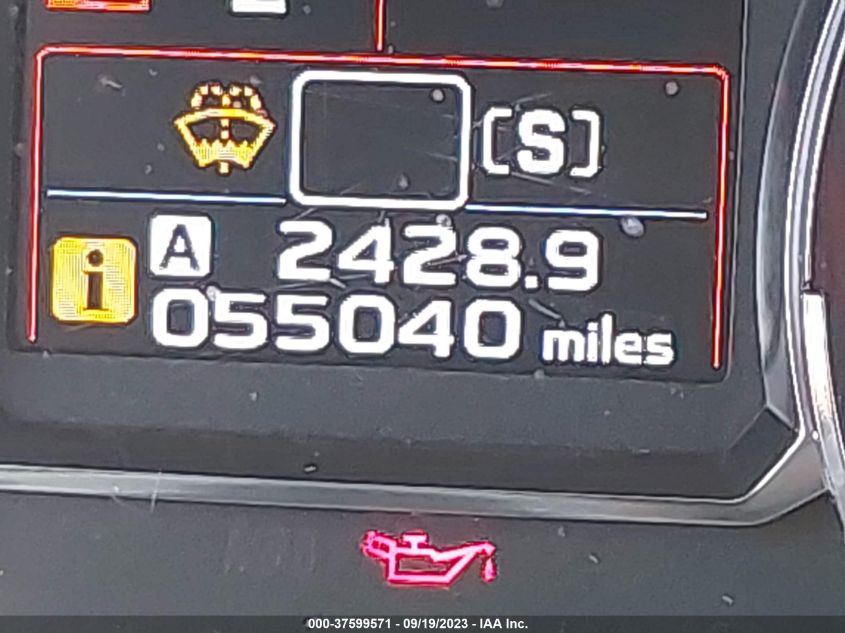 [S]
i A 2428.9
055040 miles
000-37599571 - 09/19/2023 - IAA Inc.